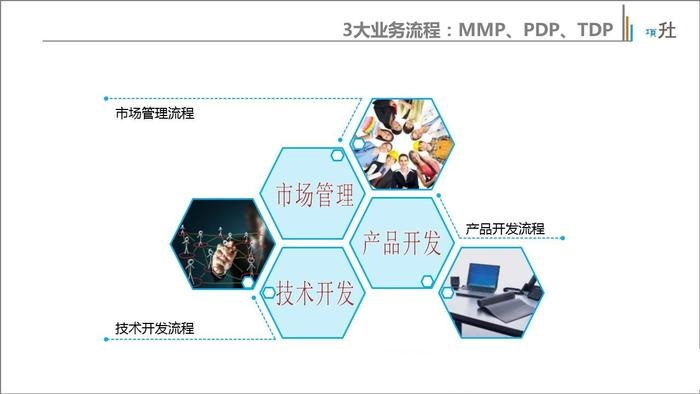 3大业务流程：MMP、PDP、TDP
项社
市场管理流程
市场管理
产品开发流程
产品开发
技术开发
技术开发流程